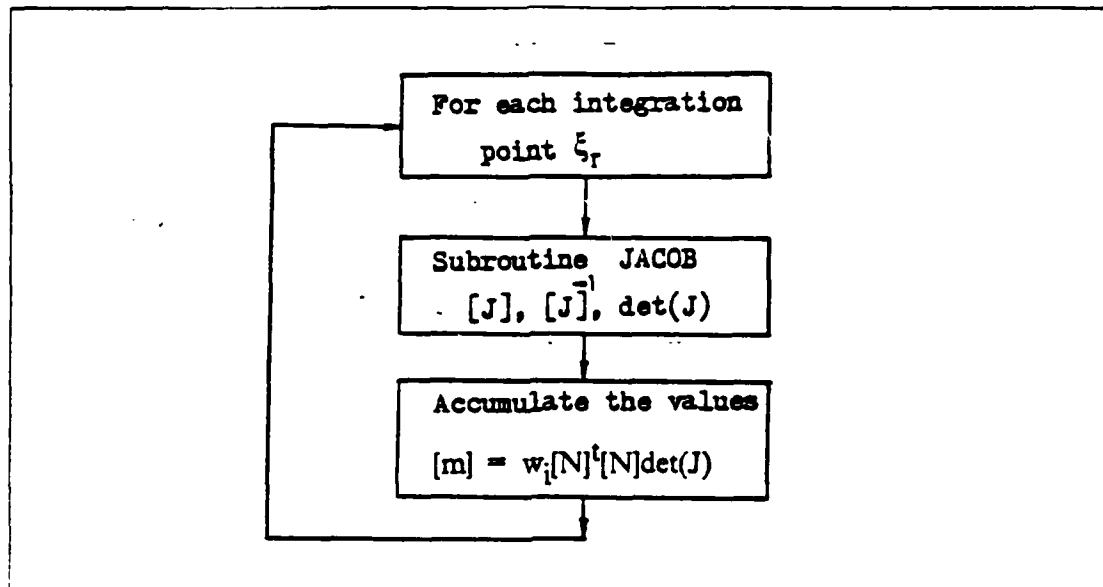 For each integration
point ξr
Subroutine JACOB
[J], [J]⁻¹, det(J)
Accumulate the values
[m] = wi[N]ᵗ[N]det(J)